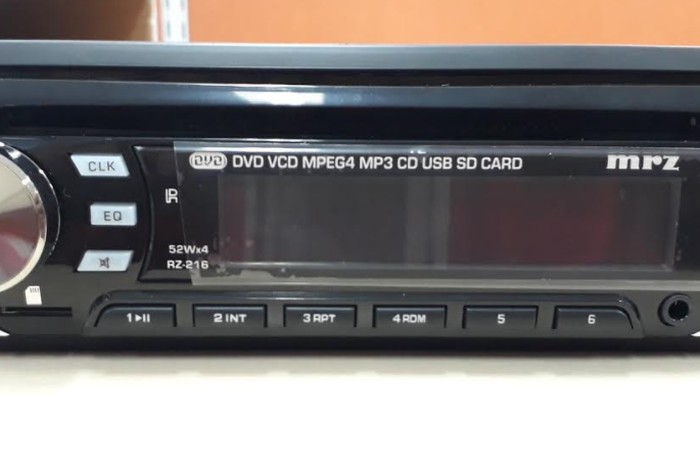 DVD DVD VCD MPEG4 MP3 CD USB SD CARD
mrz
CLK
EQ
R
52Wx4
RZ-216
1 2 INT 3 RPT 4 RDM 5 6